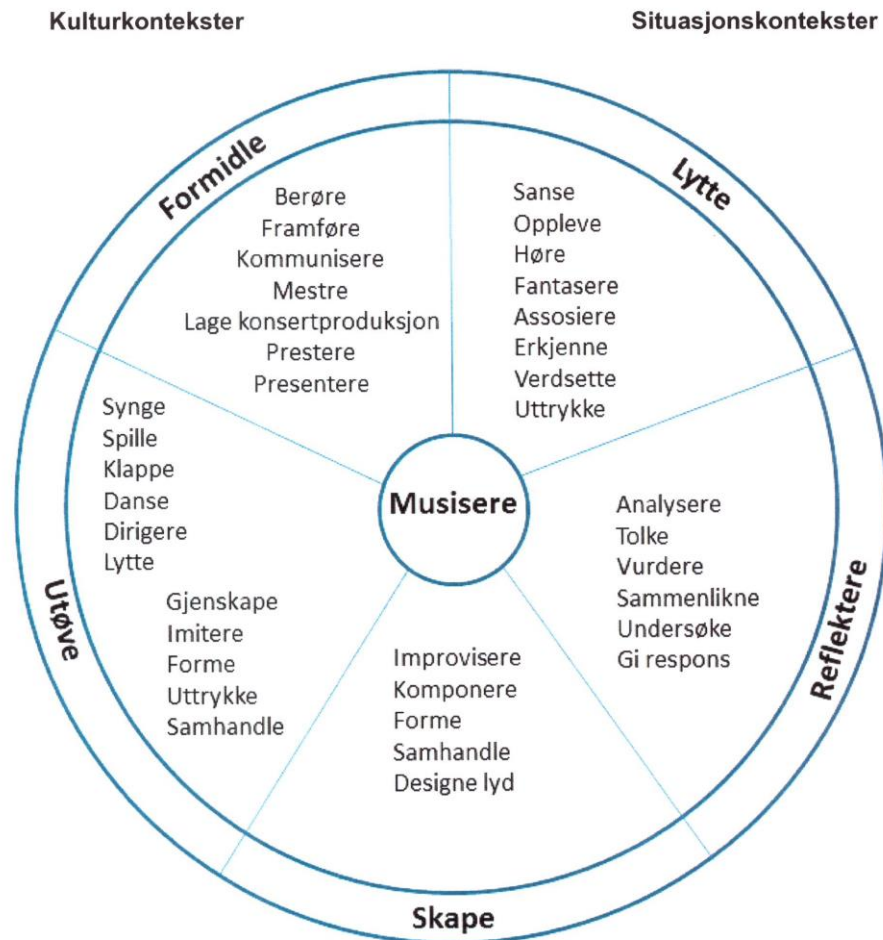 Kulturkontekster
Situasjonskontekster
Formidle
Berøre
Framføre
Kommunisere
Mestre
Lage konsertproduksjon
Prestere
Presentere
Lytte
Sanse
Oppleve
Høre
Fantasere
Assosiere
Erkjenne
Verdsette
Uttrykke
Musisere
Utøve
Synge
Spille
Klappe
Danse
Dirigere
Lytte
Gjenskape
Imitere
Forme
Uttrykke
Samhandle
Skape
Improvisere
Komponere
Forme
Samhandle
Designe lyd
Reflektere
Analysere
Tolke
Vurdere
Sammenlikne
Undersøke
Gi respons